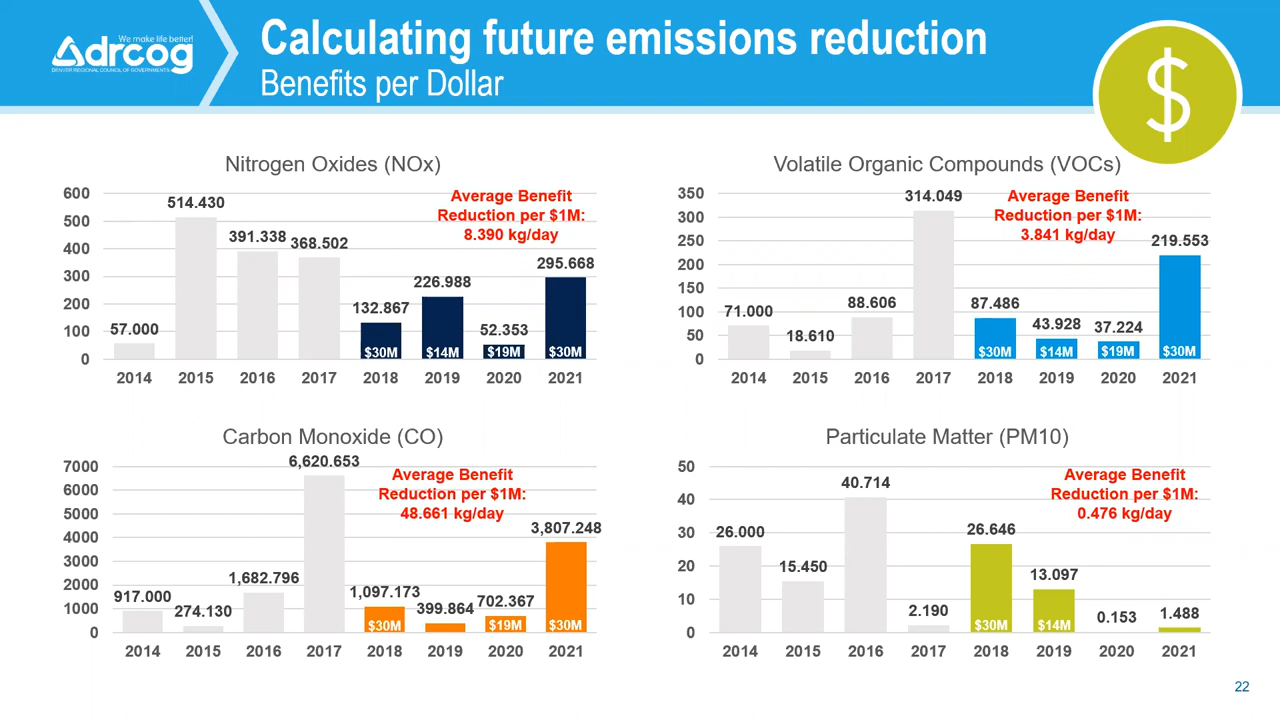 We make life better!
drcog
DENVER REGIONAL COUNCIL OF GOVERNMENTS
Calculating future emissions reduction
Benefits per Dollar
$
Nitrogen Oxides (NOx)
600
500
400
300
200
100
0
57.000
514.430
391.338
368.502
132.867
226.988
52.353
295.668
Average Benefit
Reduction per $1M:
8.390 kg/day
$30M
$14M
$19M
$30M
2014 2015 2016 2017 2018 2019 2020 2021
Volatile Organic Compounds (VOCs)
350
300
250
200
150
100
50
0
71.000
18.610
88.606
314.049
87.486
43.928
37.224
219.553
Average Benefit
Reduction per $1M:
3.841 kg/day
$30M
$14M
$19M
$30M
2014 2015 2016 2017 2018 2019 2020 2021
Carbon Monoxide (CO)
7000
6000
5000
4000
3000
2000
1000
0
917.000
274.130
1,682.796
6,620.653
1,097.173
399.864
702.367
3,807.248
Average Benefit
Reduction per $1M:
48.661 kg/day
$30M
$19M
$30M
2014 2015 2016 2017 2018 2019 2020 2021
Particulate Matter (PM10)
50
40
30
20
10
0
26.000
15.450
40.714
2.190
26.646
13.097
0.153
1.488
Average Benefit
Reduction per $1M:
0.476 kg/day
$30M
$14M
2014 2015 2016 2017 2018 2019 2020 2021
22